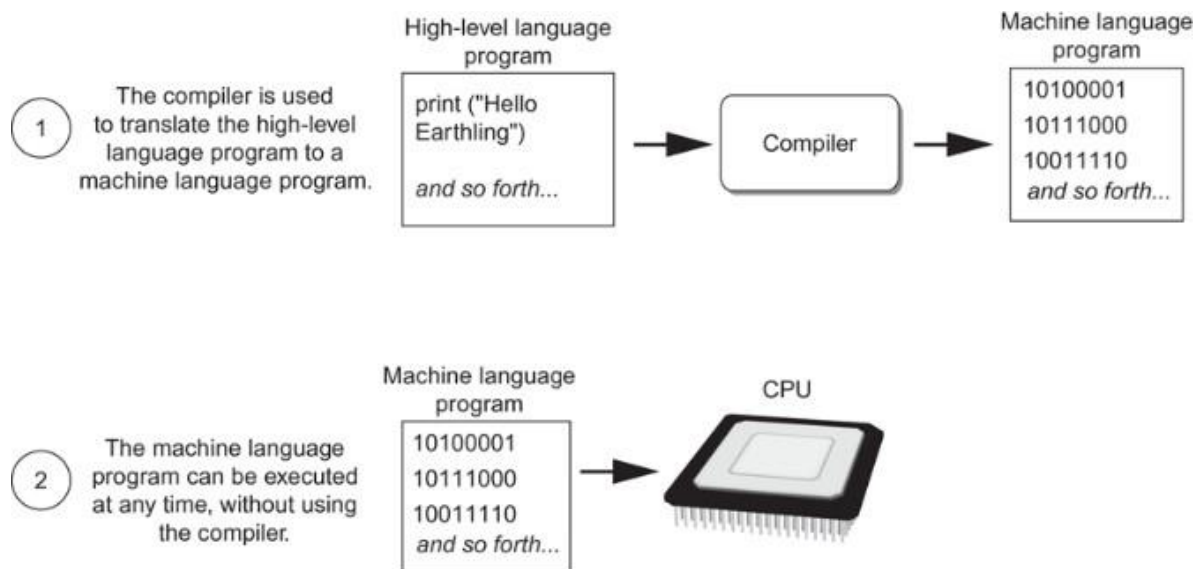 1
The compiler is used
to translate the high-level
language program to a
machine language program.
High-level language
program
print ("Hello
Earthling")
and so forth...
Compiler
Machine language
program
10100001
10111000
10011110
and so forth...
2
The machine language
program can be executed
at any time, without using
the compiler.
Machine language
program
10100001
10111000
10011110
and so forth...
CPU